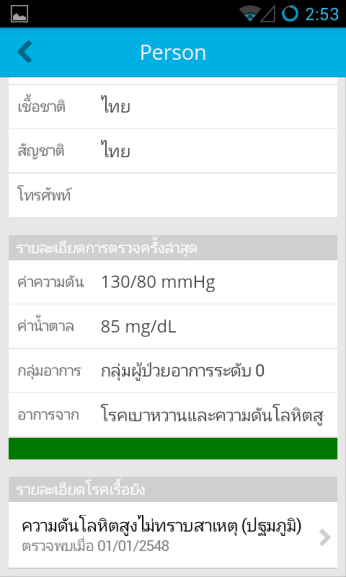 2:53
Person
เชื้อชาติ ไทย
สัญชาติ ไทย
โทรศัพท์
รายละเอียดการตรวจครั้งล่าสุด
ค่าความดัน 130/80 mmHg
ค่าน้ำตาล 85 mg/dL
กลุ่มอาการ กลุ่มผู้ป่วยอาการระดับ 0
อาการจาก โรคเบาหวานและความดันโลหิตสู
รายละเอียดโรคเรื้อยัง
ความดันโลหิตสูงไม่ทราบสาเหตุ (ปฐมภูมิ)
ตรวจพบเมื่อ 01/01/2548